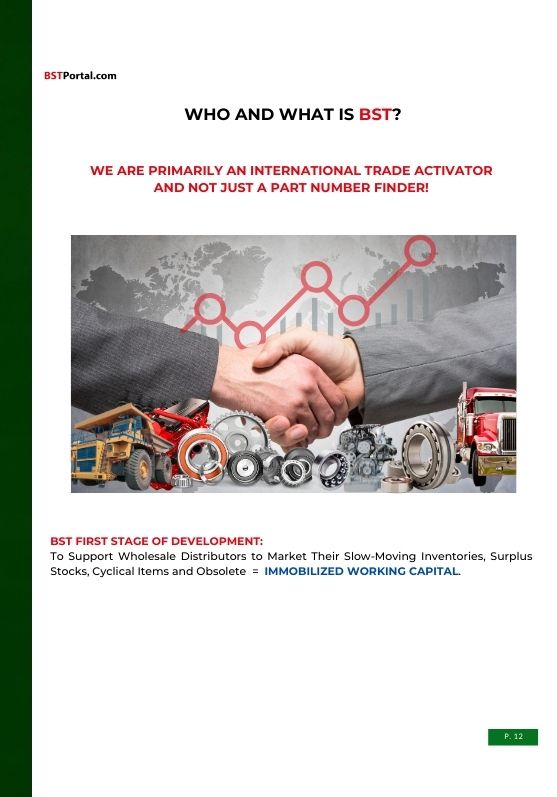 BSTPortal.com
WHO AND WHAT IS BST?
WE ARE PRIMARILY AN INTERNATIONAL TRADE ACTIVATOR
AND NOT JUST A PART NUMBER FINDER!
BST FIRST STAGE OF DEVELOPMENT:
To Support Wholesale Distributors to Market Their Slow-Moving Inventories, Surplus
Stocks, Cyclical Items and Obsolete = IMMOBILIZED WORKING CAPITAL.
P. 12